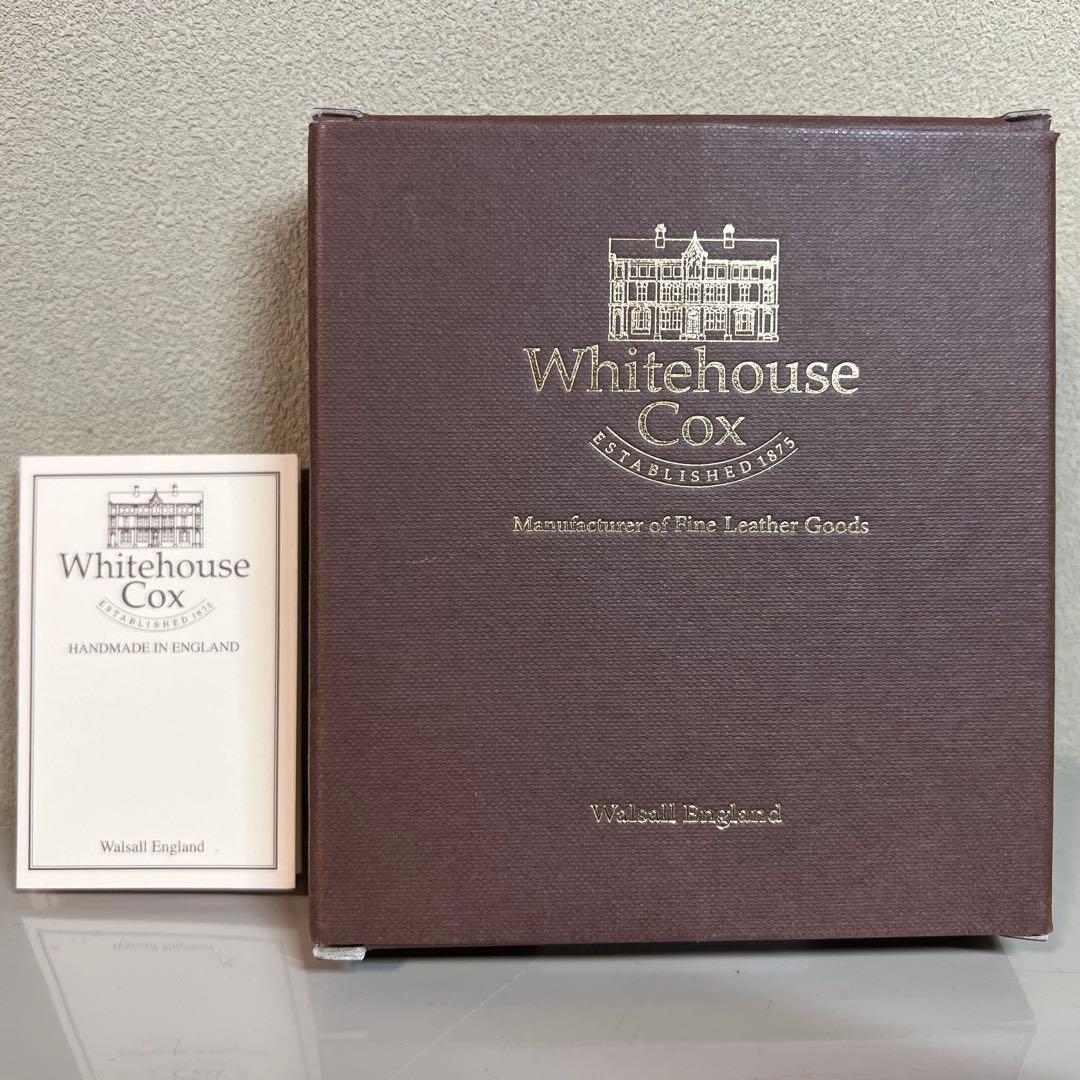 Whitehouse
Cox
ESTABLISHED 1875
HANDMADE IN ENGLAND
Walsall England
Whitehouse
Cox
ESTABLISHED 1875
Manufacturer of Fine Leather Goods
Walsall England